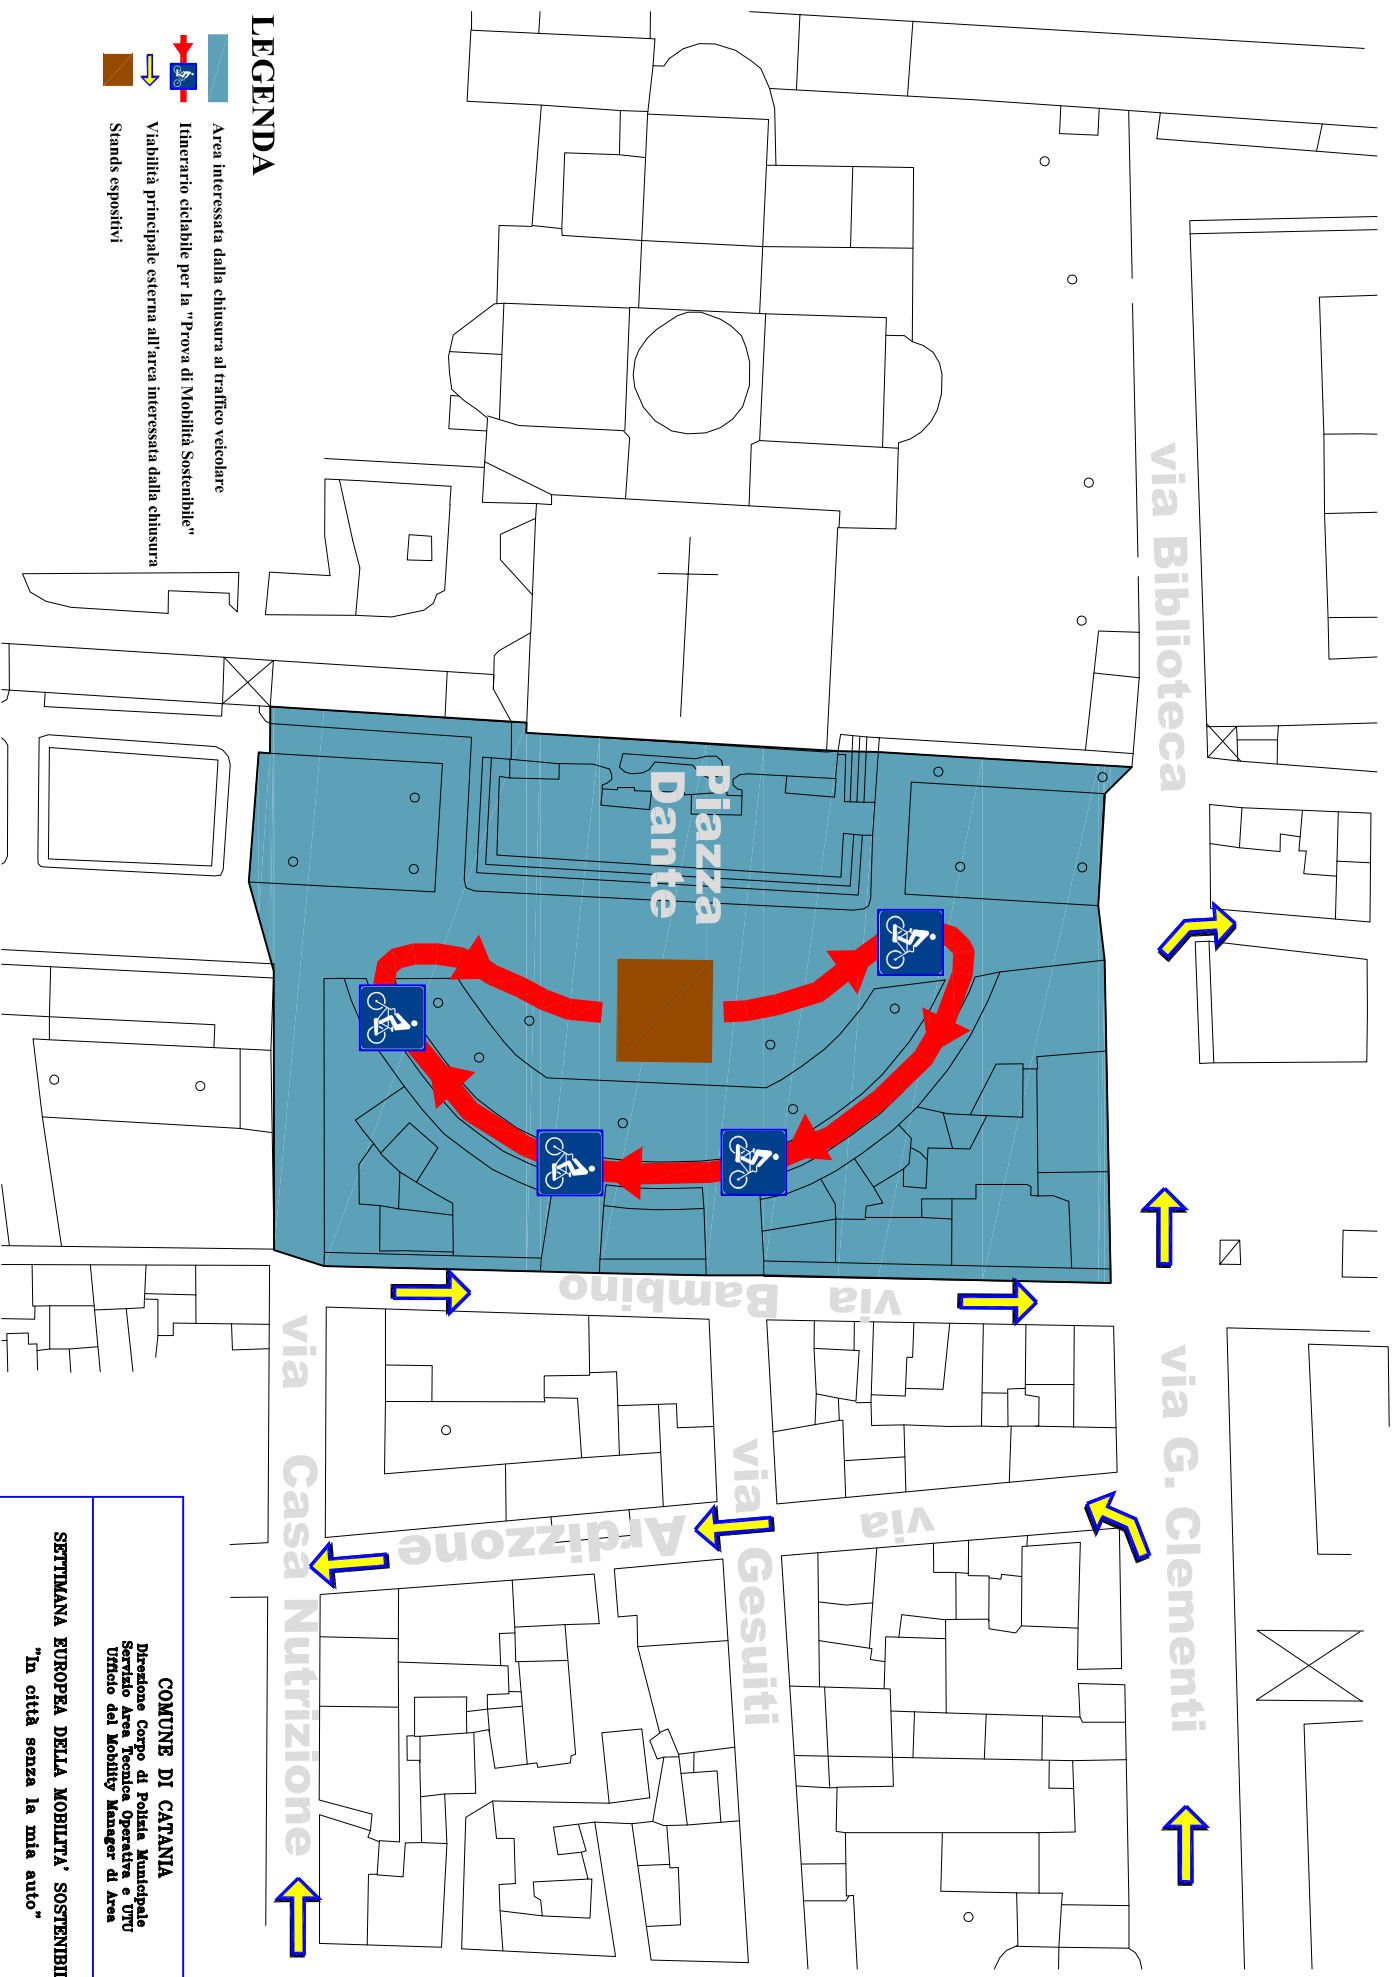 LEGENDA
Area interessata dalla chiusura al traffico veicolare
Itinerario ciclabile per la "Prova di Mobilità Sostenibile"
Viabilità principale esterna all'area interessata dalla chiusura
Stands espositivi
via Biblioteca
Piazza
Dante
via Bambino
via G. Clementi
via Gesuiti
via Ardizzone
via Casa Nutrizione
COMUNE DI CATANIA
Direzione Corpo di Polizia Municipale
Servizio Area Tecnica Operativa e UTU
Ufficio del Mobility Manager di Area
SETTIMANA EUROPEA DELLA MOBILITA' SOSTENIBI
"In città senza la mia auto"